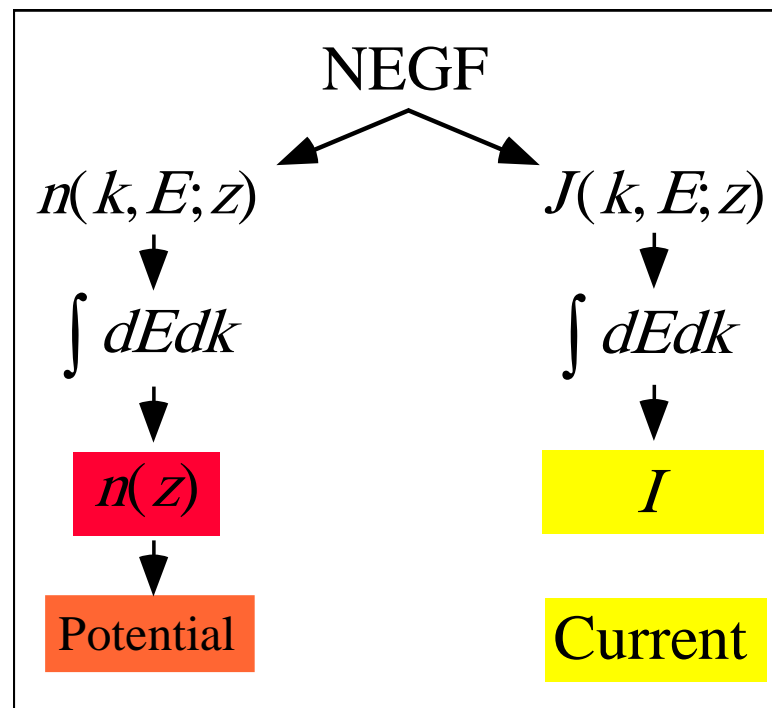 NEGF
n(k,E;z)
J(k,E;z)
∫ dEdk
∫ dEdk
n(z)
I
Potential
Current